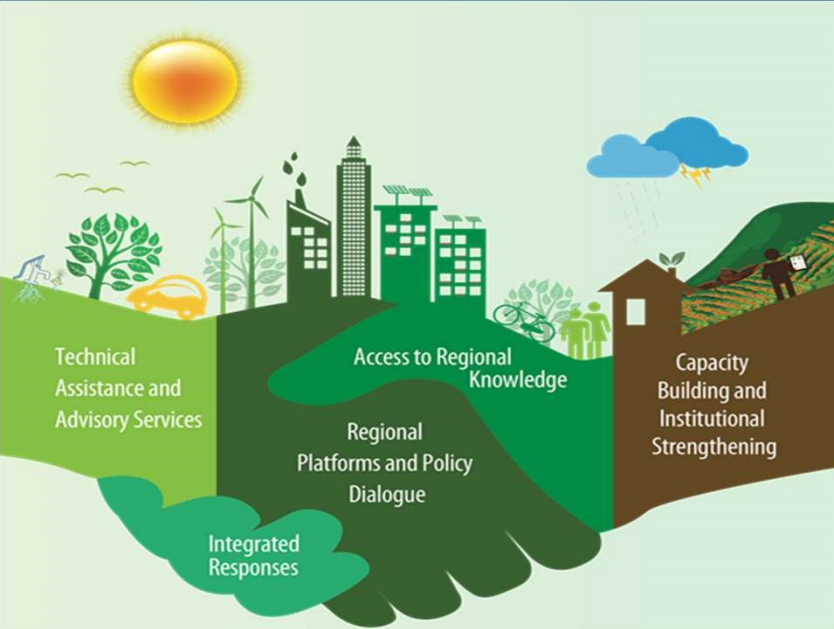 Technical
Assistance and
Advisory Services
Access to Regional
Knowledge
Regional
Platforms and Policy
Dialogue
Capacity
Building and
Institutional
Strengthening
Integrated
Responses